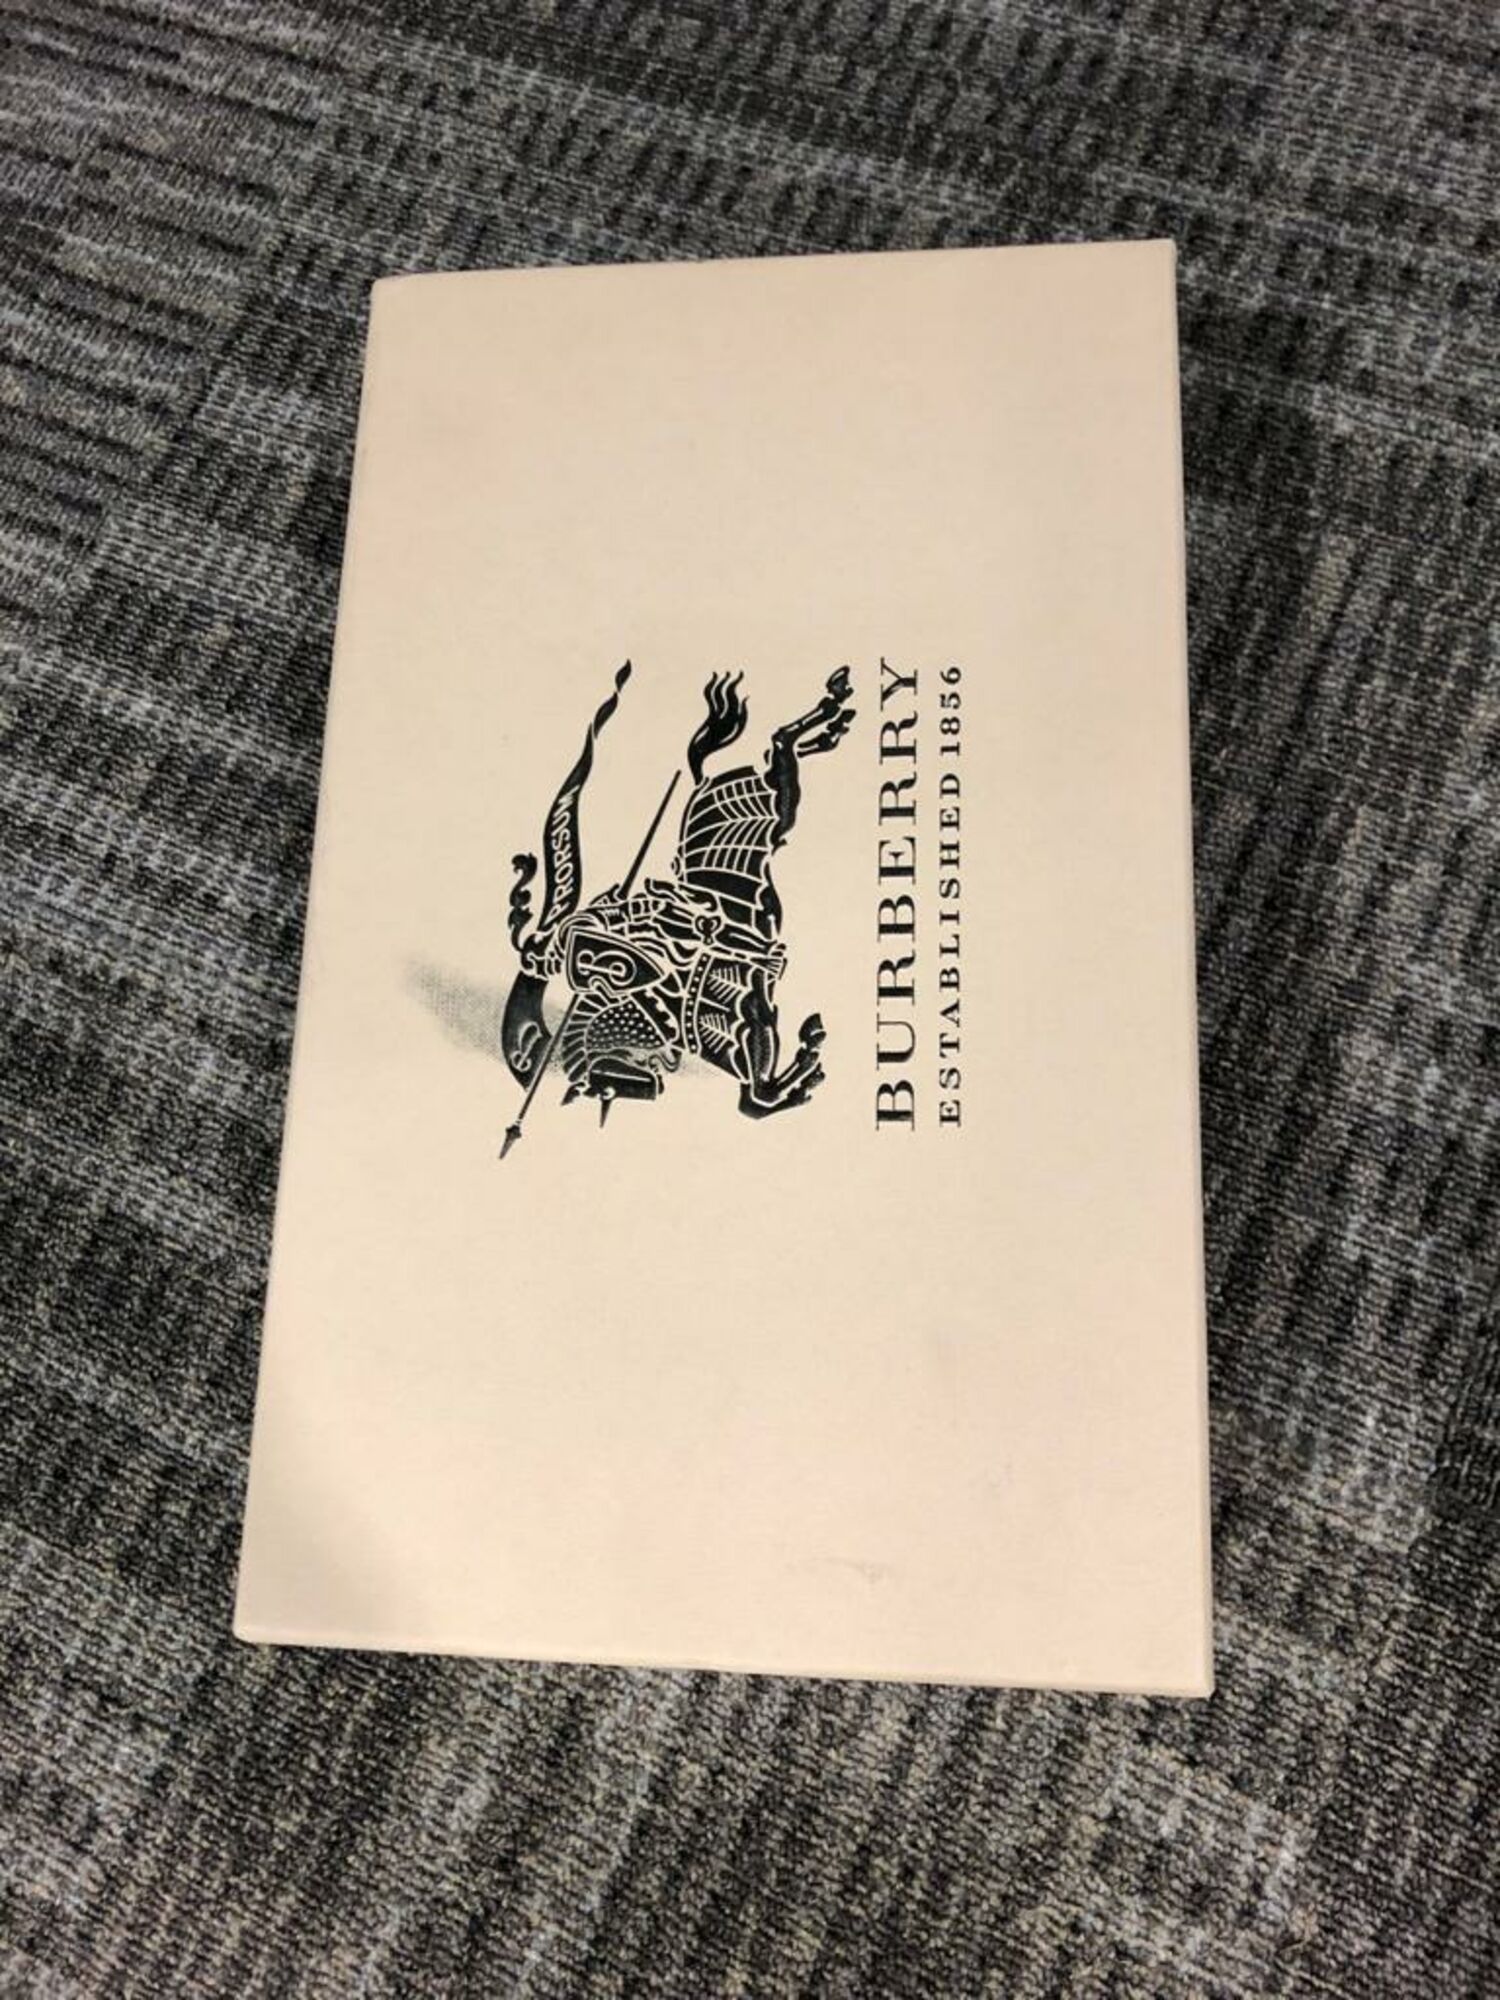 PRORSUM
B
BURBERRY
ESTABLISHED 1856